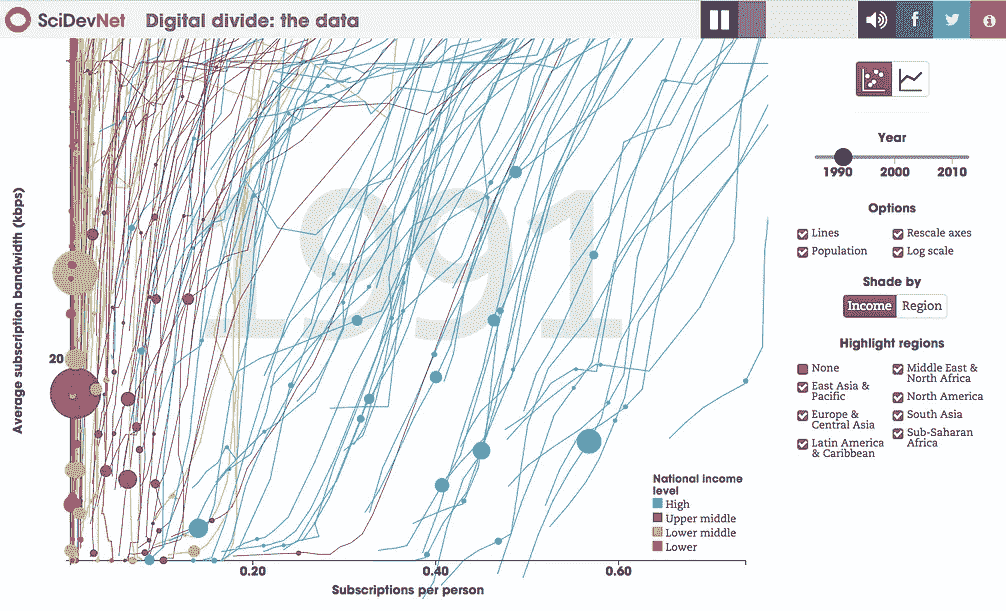 SciDevNet Digital divide: the data
f
1991
Average subscription bandwidth (kbps)
20
0.20 0.40 0.60
Subscriptions per person
National income
level
High
Upper middle
Lower middle
Lower
Year
1990 2000 2010
Options
Lines
Rescale axes
Population
Log scale
Shade by
Income Region
Highlight regions
None
East Asia &
Pacific
Europe &
Central Asia
Latin America
& Caribbean
Middle East &
North Africa
North America
South Asia
Sub-Saharan
Africa